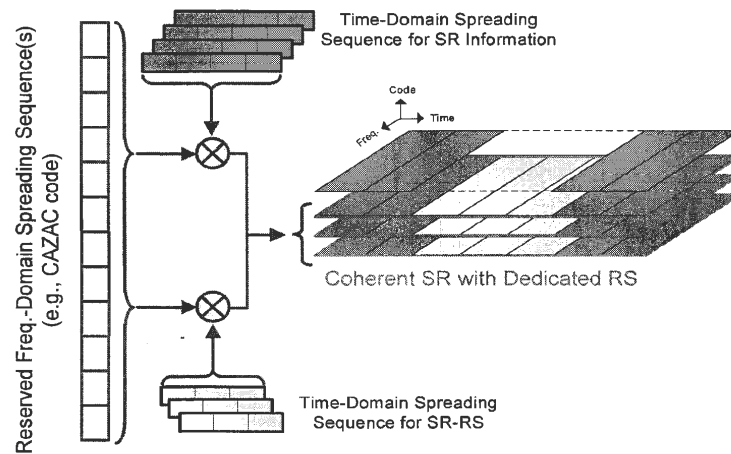 Reserved Freq.-Domain Spreading Sequence(s)
(e.g., CAZAC code)
Time-Domain Spreading
Sequence for SR Information
Code
Time
Freq.
Coherent SR with Dedicated RS
Time-Domain Spreading
Sequence for SR-RS